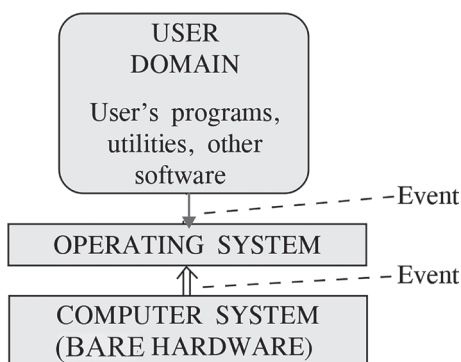 USER
DOMAIN
User's programs,
utilities, other
software
Event
OPERATING SYSTEM
Event
COMPUTER SYSTEM
(BARE HARDWARE)